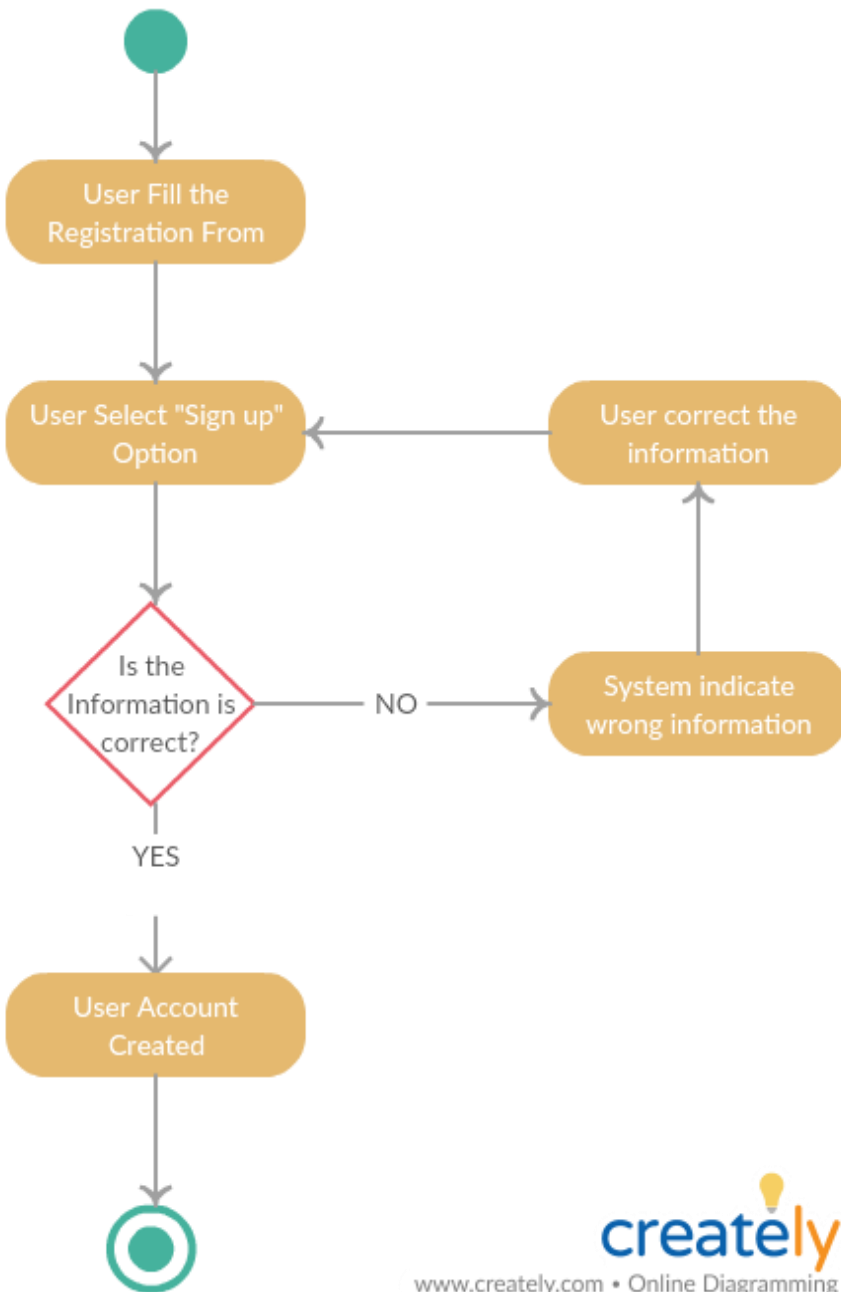 User Fill the
Registration From
User Select "Sign up"
Option
User correct the
information
Is the
Information is
correct?
NO
System indicate
wrong information
YES
User Account
Created
creately
www.creately.com • Online Diagramming